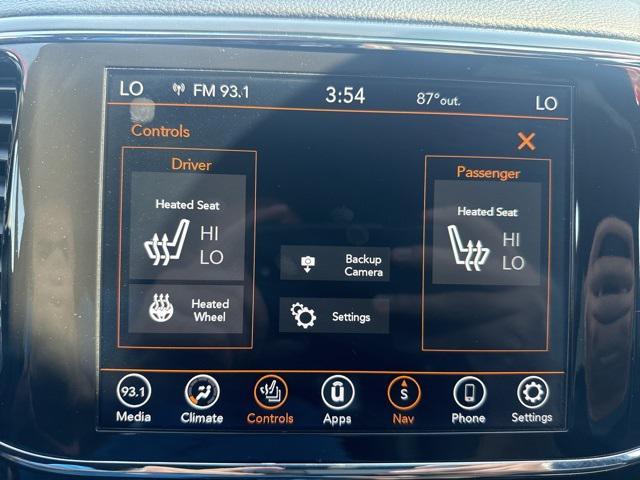 LO FM 93.1 3:54 87°out. LO
Controls
Driver
Heated Seat
HI
LO
Heated
Wheel
Backup
Camera
Settings
Passenger
Heated Seat
HI
LO
93.1 S
Media Climate Controls Apps Nav Phone Settings